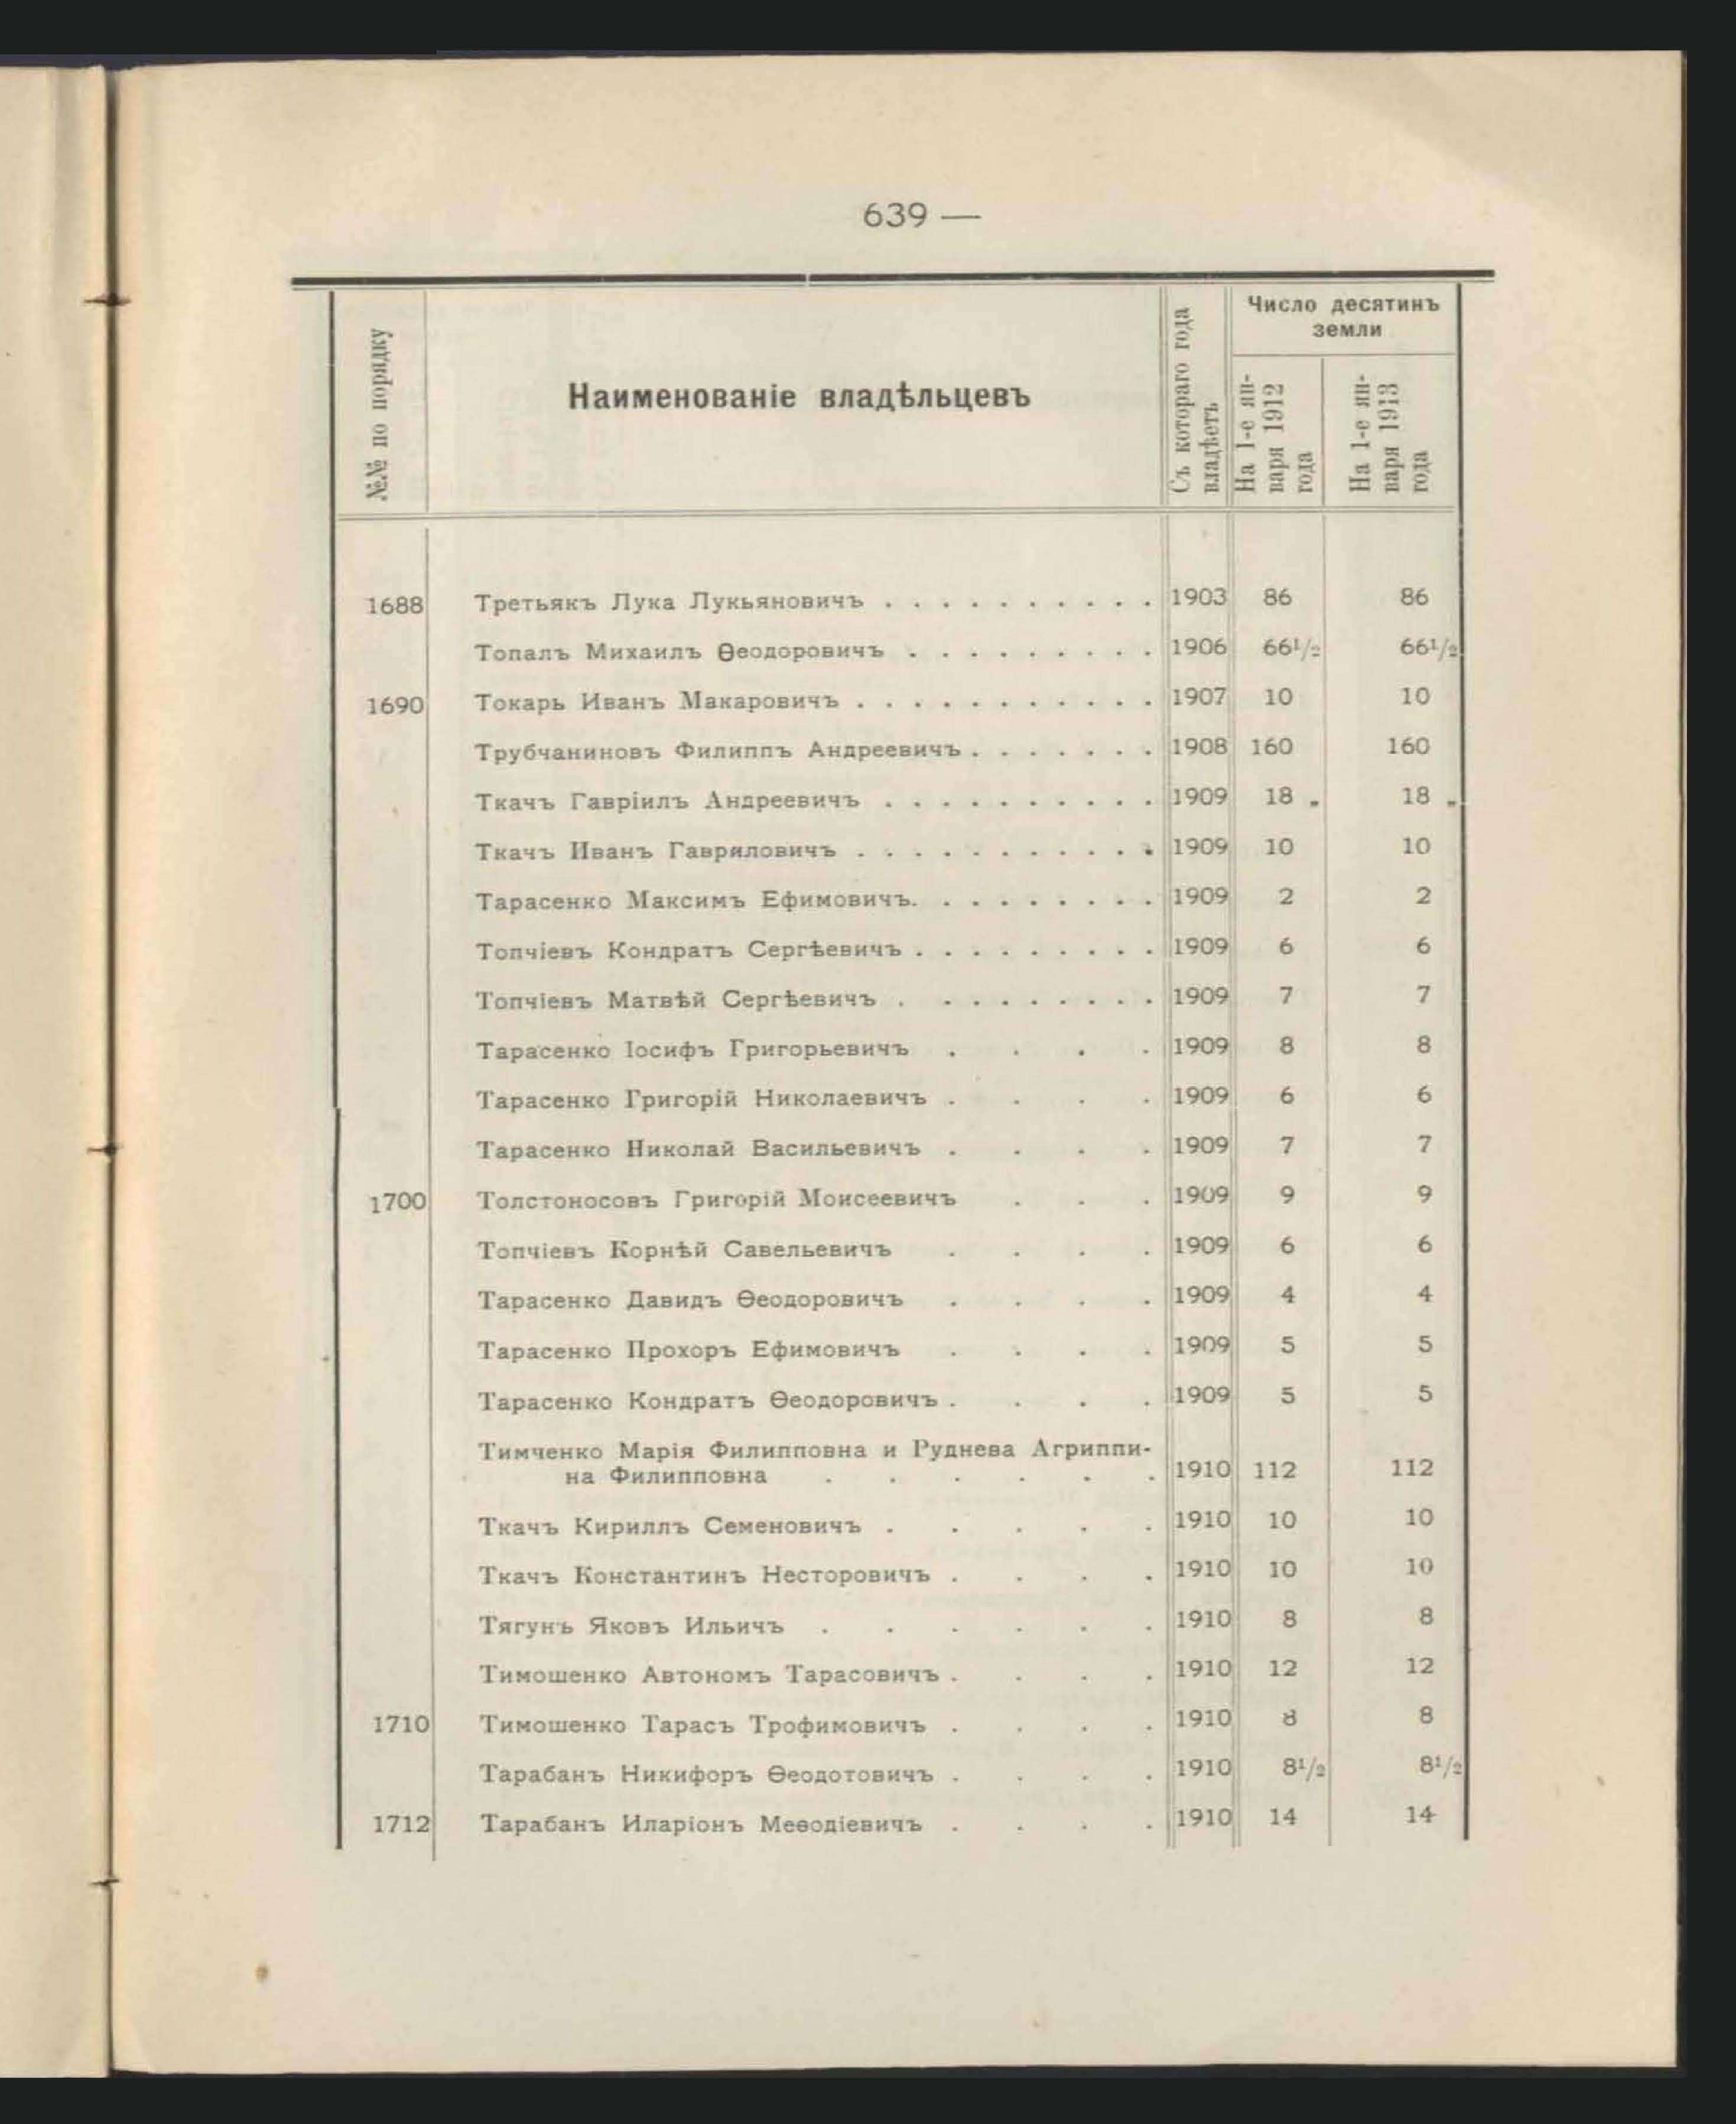 639 —
№№ по порядку
Наименованіе владѣльцевъ
Съ котораго года
владѣетъ
Число десятинъ
земли
На 1-е ян-
варя 1912
года
На 1-е ян-
варя 1913
года
1688 Третьякъ Лука Лукьяновичъ . . . . . . . . . . 1903 86 86
Топалъ Михаилъ Ѳеодоровичъ . . . . . . . . . 1906 66¹/₂ 66¹/₂
1690 Токарь Иванъ Макаровичъ . . . . . . . . . . . 1907 10 10
Трубчаниновъ Филиппъ Андреевичъ . . . . . . . 1908 160 160
Ткачъ Гавріилъ Андреевичъ . . . . . . . . . . 1909 18 „ 18 „
Ткачъ Иванъ Гавриловичъ . . . . . . . . . . . 1909 10 10
Тарасенко Максимъ Ефимовичъ. . . . . . . . . 1909 2 2
Топчіевъ Кондратъ Сергѣевичъ . . . . . . . . . 1909 6 6
Топчіевъ Матвѣй Сергѣевичъ . . . . . . . . . 1909 7 7
Тарасенко Іосифъ Григорьевичъ . . . . 1909 8 8
Тарасенко Григорій Николаевичъ . . . . 1909 6 6
Тарасенко Николай Васильевичъ . . . . 1909 7 7
1700 Толстоносовъ Григорій Моисеевичъ . . . 1909 9 9
Топчіевъ Корнѣй Савельевичъ . . . . 1909 6 6
Тарасенко Давидъ Ѳеодоровичъ . . . . 1909 4 4
Тарасенко Прохоръ Ефимовичъ . . . . 1909 5 5
Тарасенко Кондратъ Ѳеодоровичъ . . . . 1909 5 5
Тимченко Марія Филипповна и Руднева Агриппи-
на Филипповна . . . . . . 1910 112 112
Ткачъ Кириллъ Семеновичъ . . . . . 1910 10 10
Ткачъ Константинъ Несторовичъ . . . . 1910 10 10
Тягунъ Яковъ Ильичъ . . . . . . 1910 8 8
Тимошенко Автономъ Тарасовичъ . . . . 1910 12 12
1710 Тимошенко Тарасъ Трофимовичъ . . . . 1910 8 8
Тарабанъ Никифоръ Ѳеодотовичъ . . . . 1910 8¹/₂ 8¹/₂
1712 Тарабанъ Иларіонъ Меѳодіевичъ . . . . 1910 14 14